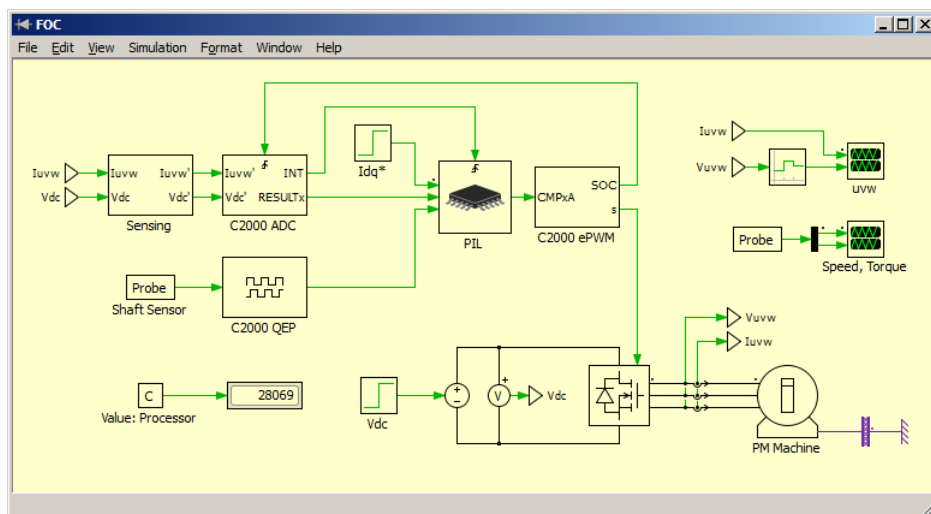 FOC
File Edit View Simulation Format Window Help
Iuvw
Vdc
Iuvw Iuvw'
Vdc Vdc'
Sensing
Iuvw' INT
Vdc' RESULTx
C2000 ADC
Idq*
PIL
CMPxA
SOC
s
C2000 ePWM
Iuvw
Vuvw
uvw
Probe
Speed, Torque
Probe
Shaft Sensor
C2000 QEP
Vuvw
Iuvw
C
28069
Value: Processor
Vdc
V
Vdc
PM Machine